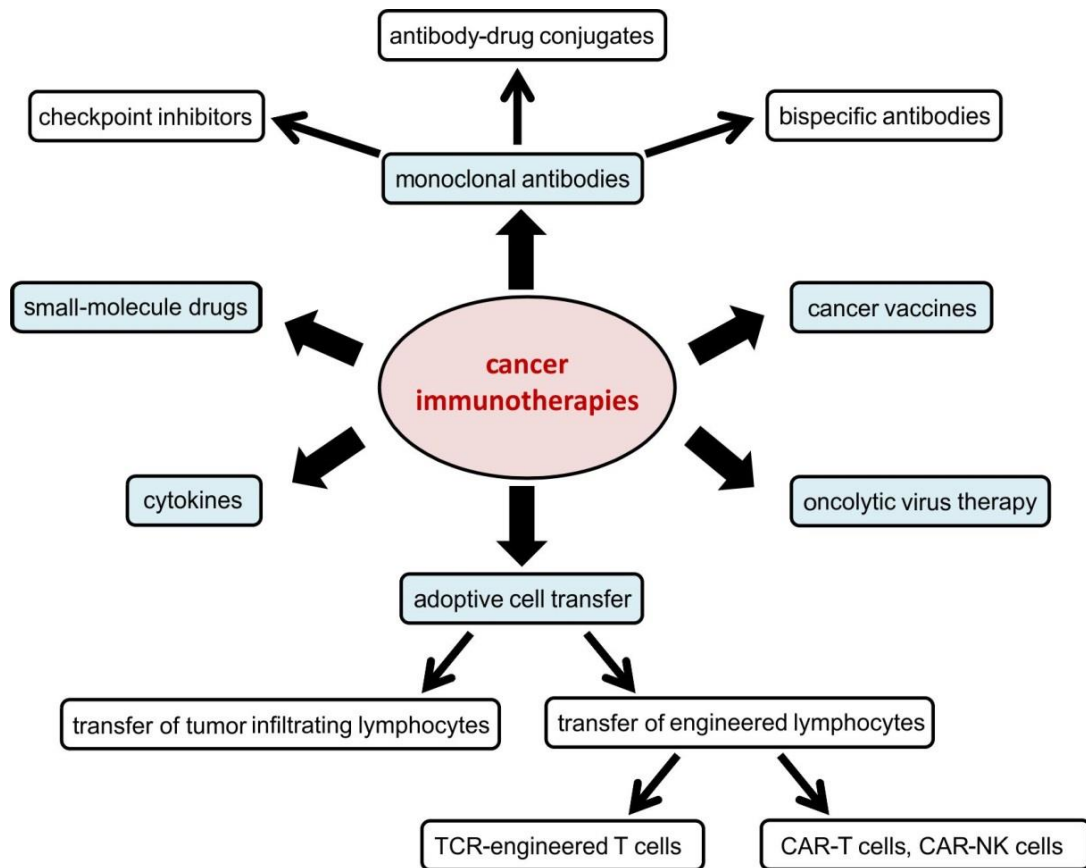 antibody-drug conjugates
checkpoint inhibitors
bispecific antibodies
monoclonal antibodies
small-molecule drugs
cancer vaccines
cancer
immunotherapies
cytokines
oncolytic virus therapy
adoptive cell transfer
transfer of tumor infiltrating lymphocytes
transfer of engineered lymphocytes
TCR-engineered T cells
CAR-T cells, CAR-NK cells